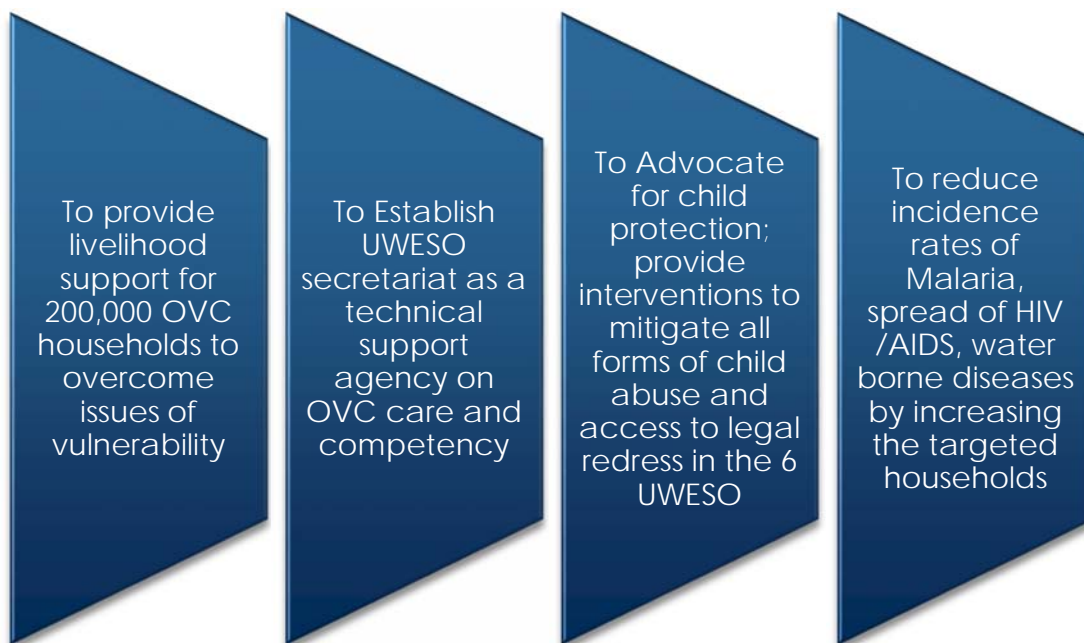 To provide
livelihood
support for
200,000 OVC
households to
overcome
issues of
vulnerability
To Establish
UWESO
secretariat as a
technical
support
agency on
OVC care and
competency
To Advocate
for child
protection;
provide
interventions to
mitigate all
forms of child
abuse and
access to legal
redress in the 6
UWESO
To reduce
incidence
rates of
Malaria,
spread of HIV
/AIDS, water
borne diseases
by increasing
the targeted
households